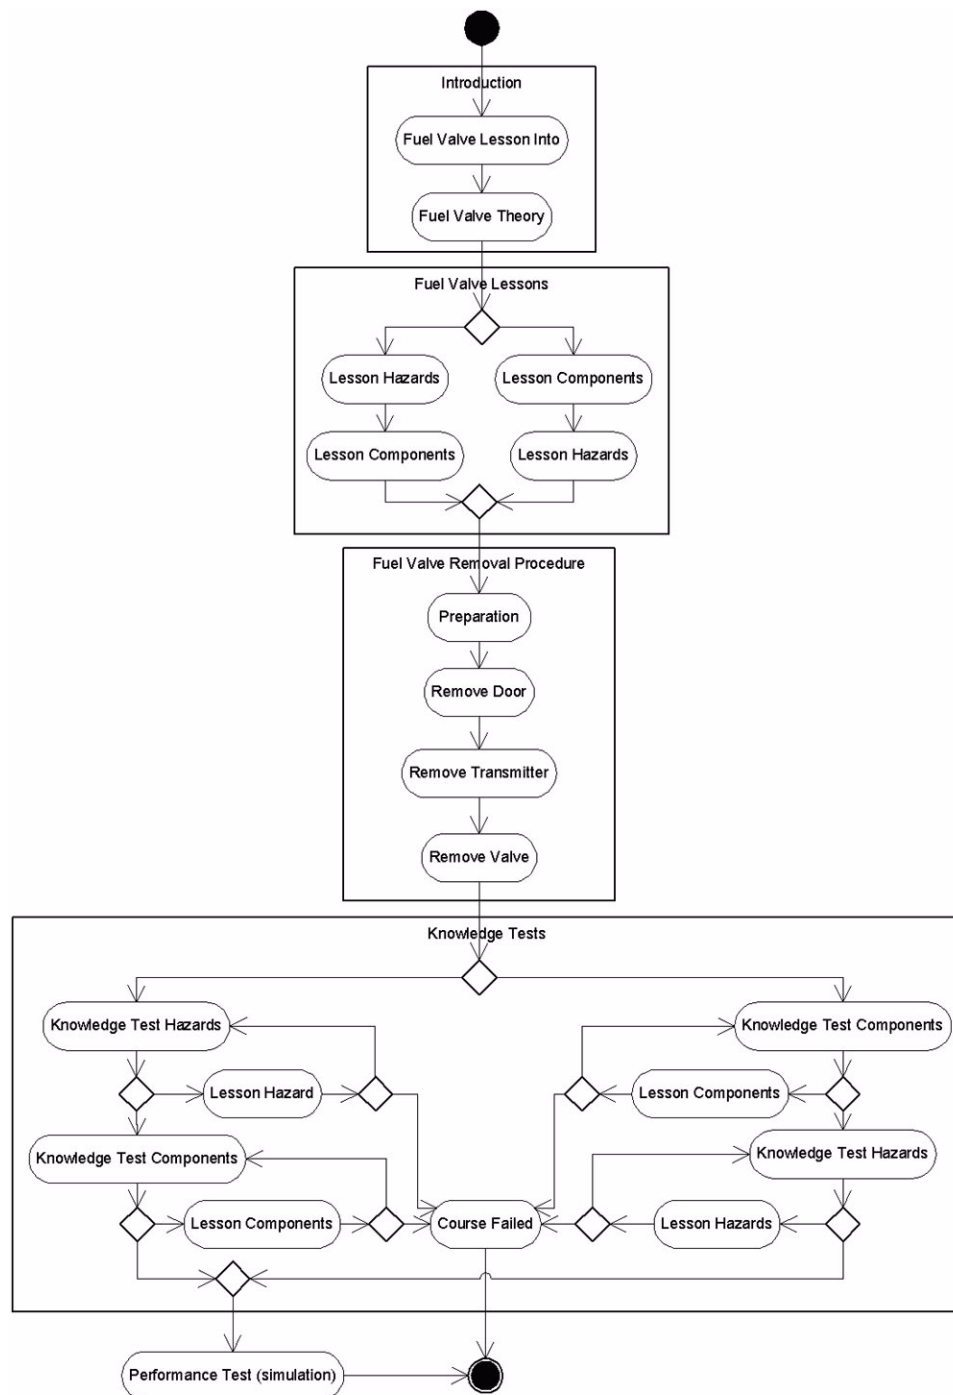 Introduction
Fuel Valve Lesson Into
Fuel Valve Theory
Fuel Valve Lessons
Lesson Hazards
Lesson Components
Lesson Components
Lesson Hazards
Fuel Valve Removal Procedure
Preparation
Remove Door
Remove Transmitter
Remove Valve
Knowledge Tests
Knowledge Test Hazards
Knowledge Test Components
Lesson Hazard
Lesson Components
Knowledge Test Components
Knowledge Test Hazards
Lesson Components
Course Failed
Lesson Hazards
Performance Test (simulation)